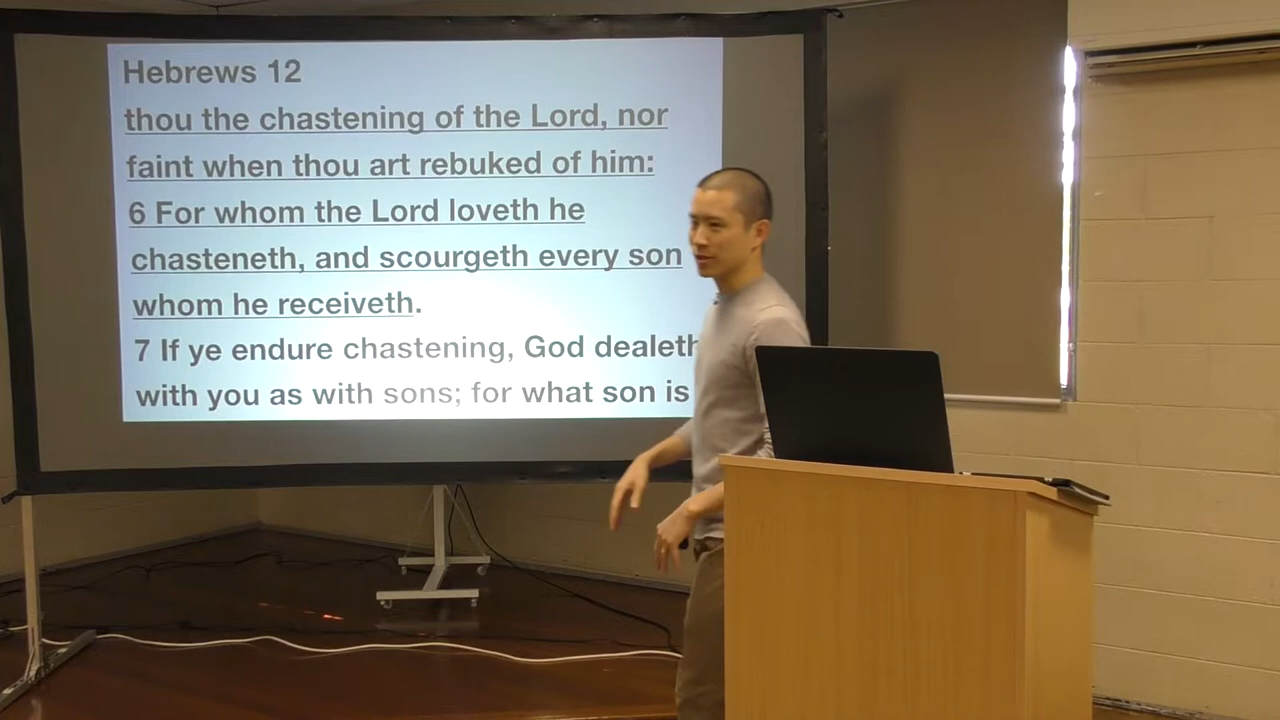 Hebrews 12
thou the chastening of the Lord, nor
faint when thou art rebuked of him:
6 For whom the Lord loveth he
chasteneth, and scourgeth every son
whom he receiveth.
7 If ye endure chastening, God dealeth
with you as with sons; for what son is